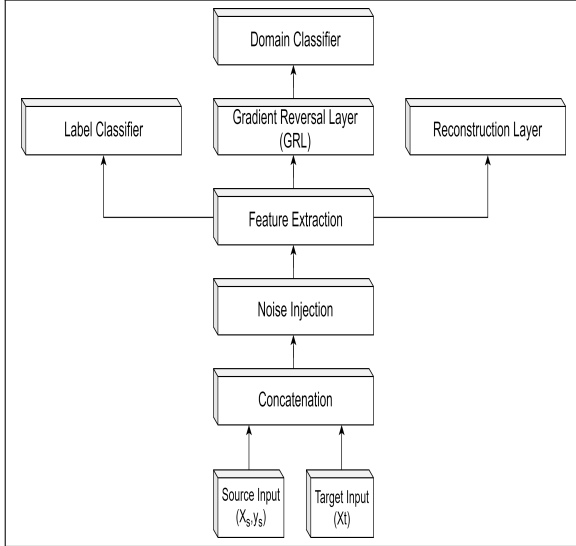 Domain Classifier
Label Classifier
Gradient Reversal Layer
(GRL)
Reconstruction Layer
Feature Extraction
Noise Injection
Concatenation
Source Input
(Xₛ,yₛ)
Target Input
(Xt)